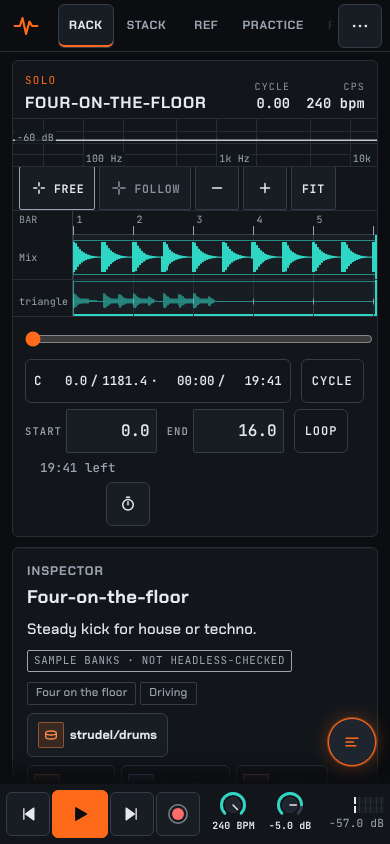 RACK STACK REF PRACTICE
SOLO
FOUR-ON-THE-FLOOR
CYCLE CPS
0.00 240 bpm
-60 dB
100 Hz 1k Hz 10k
FREE FOLLOW − + FIT
BAR 1 2 3 4 5
Mix
triangle
C 0.0 / 1181.4 · 00:00 / 19:41 CYCLE
START 0.0 END 16.0 LOOP
19:41 left
INSPECTOR
Four-on-the-floor
Steady kick for house or techno.
SAMPLE BANKS · NOT HEADLESS-CHECKED
Four on the floor Driving
strudel/drums
240 BPM -5.0 dB -57.0 dB